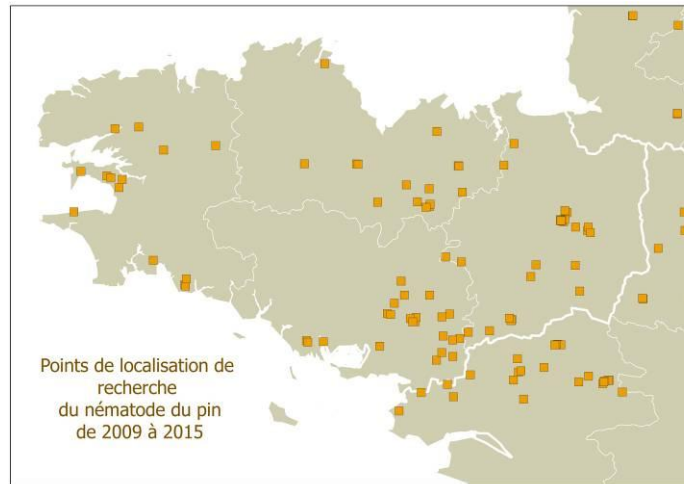 Points de localisation de
recherche
du nématode du pin
de 2009 à 2015